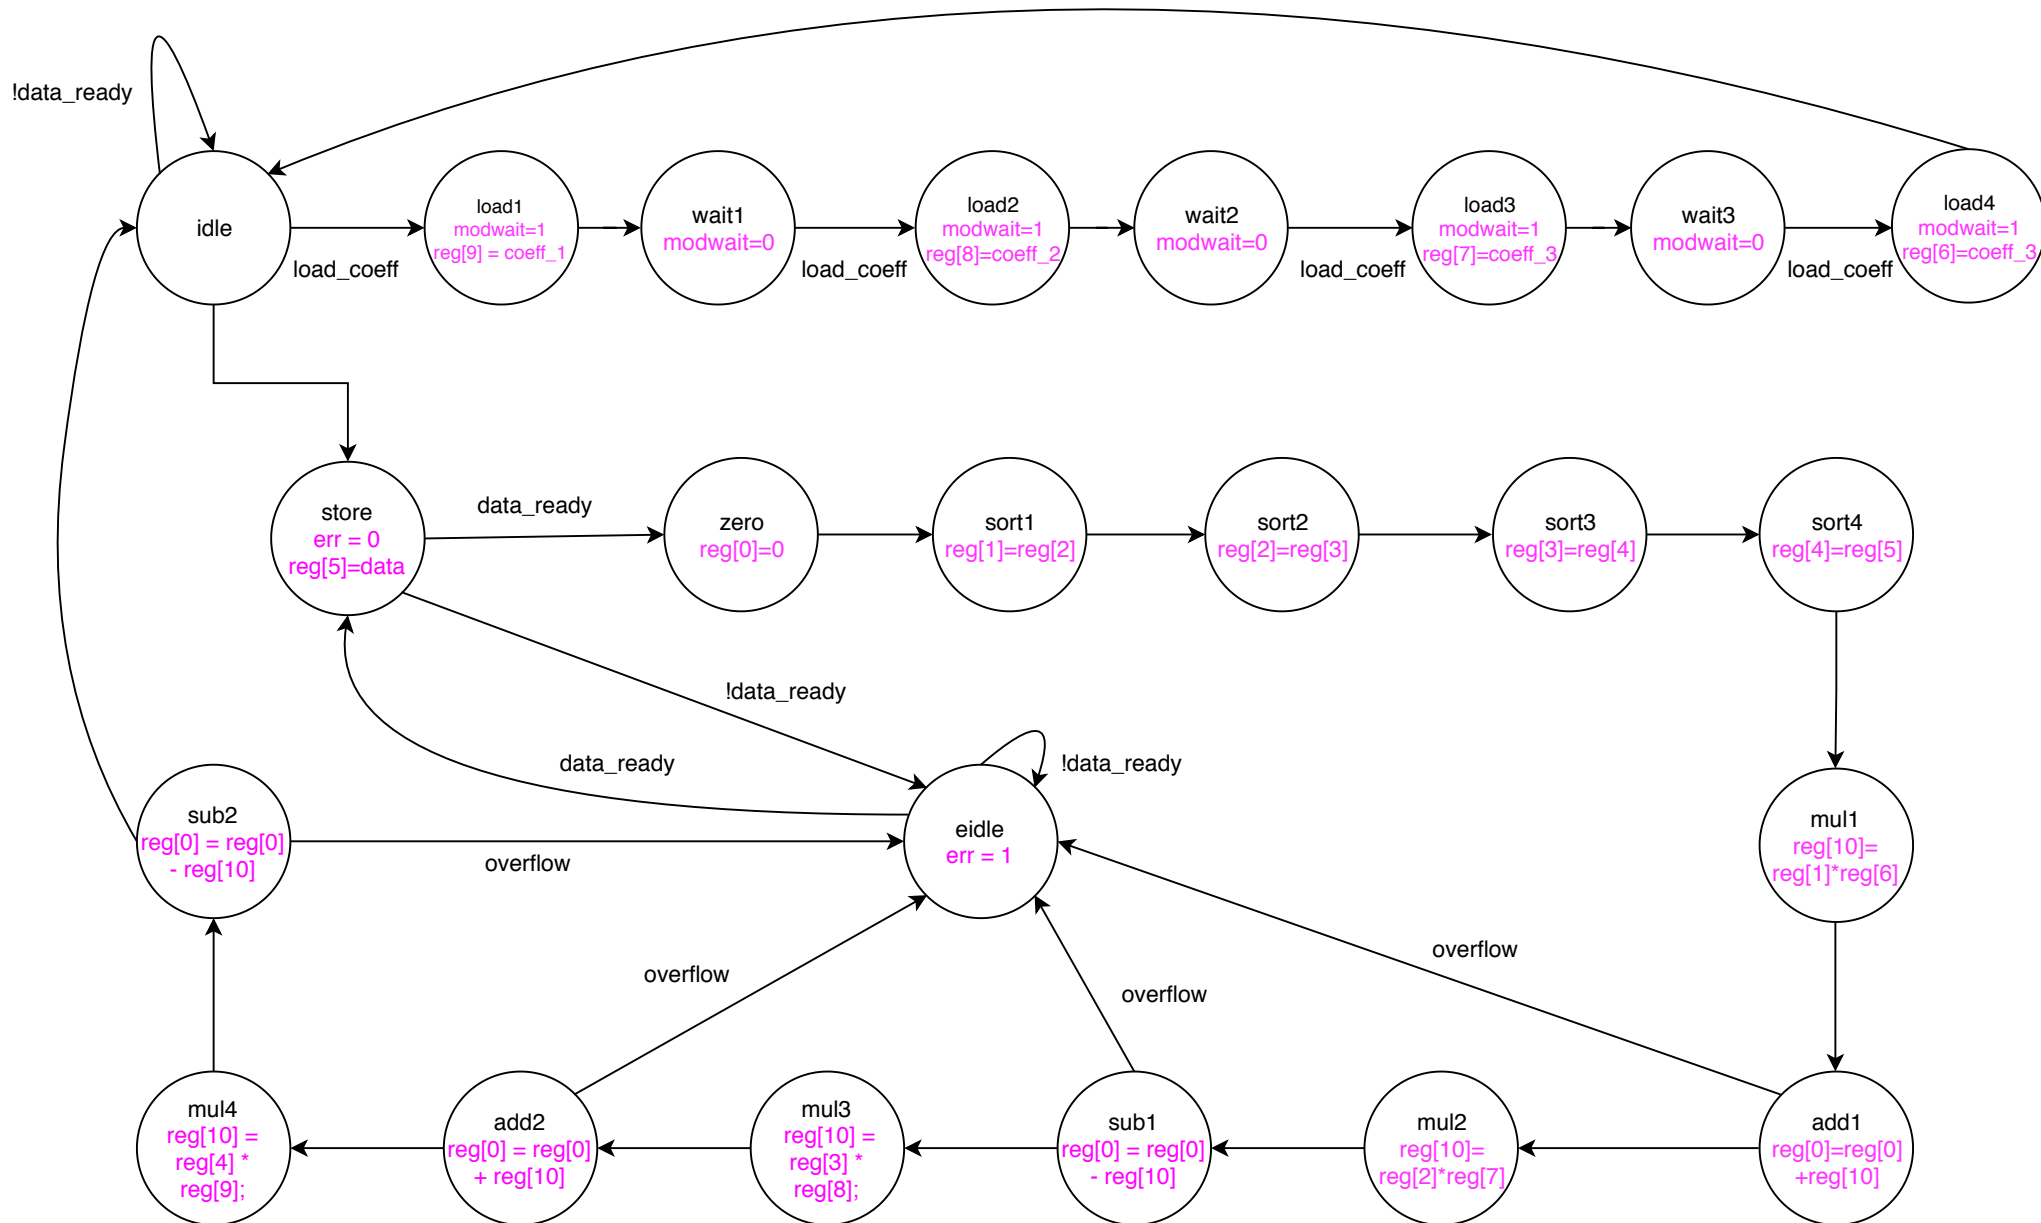 !data_ready
idle
load_coeff
load1
modwait=1
reg[9] = coeff_1
wait1
modwait=0
load_coeff
load2
modwait=1
reg[8]=coeff_2
wait2
modwait=0
load_coeff
load3
modwait=1
reg[7]=coeff_3
wait3
modwait=0
load_coeff
load4
modwait=1
reg[6]=coeff_3
store
err = 0
reg[5]=data
data_ready
zero
reg[0]=0
sort1
reg[1]=reg[2]
sort2
reg[2]=reg[3]
sort3
reg[3]=reg[4]
sort4
reg[4]=reg[5]
!data_ready
data_ready
!data_ready
sub2
reg[0] = reg[0]
- reg[10]
overflow
eidle
err = 1
mul1
reg[10]=
reg[1]*reg[6]
overflow
overflow
overflow
mul4
reg[10] =
reg[4] *
reg[9];
add2
reg[0] = reg[0]
+ reg[10]
mul3
reg[10] =
reg[3] *
reg[8];
sub1
reg[0] = reg[0]
- reg[10]
mul2
reg[10]=
reg[2]*reg[7]
add1
reg[0]=reg[0]
+reg[10]